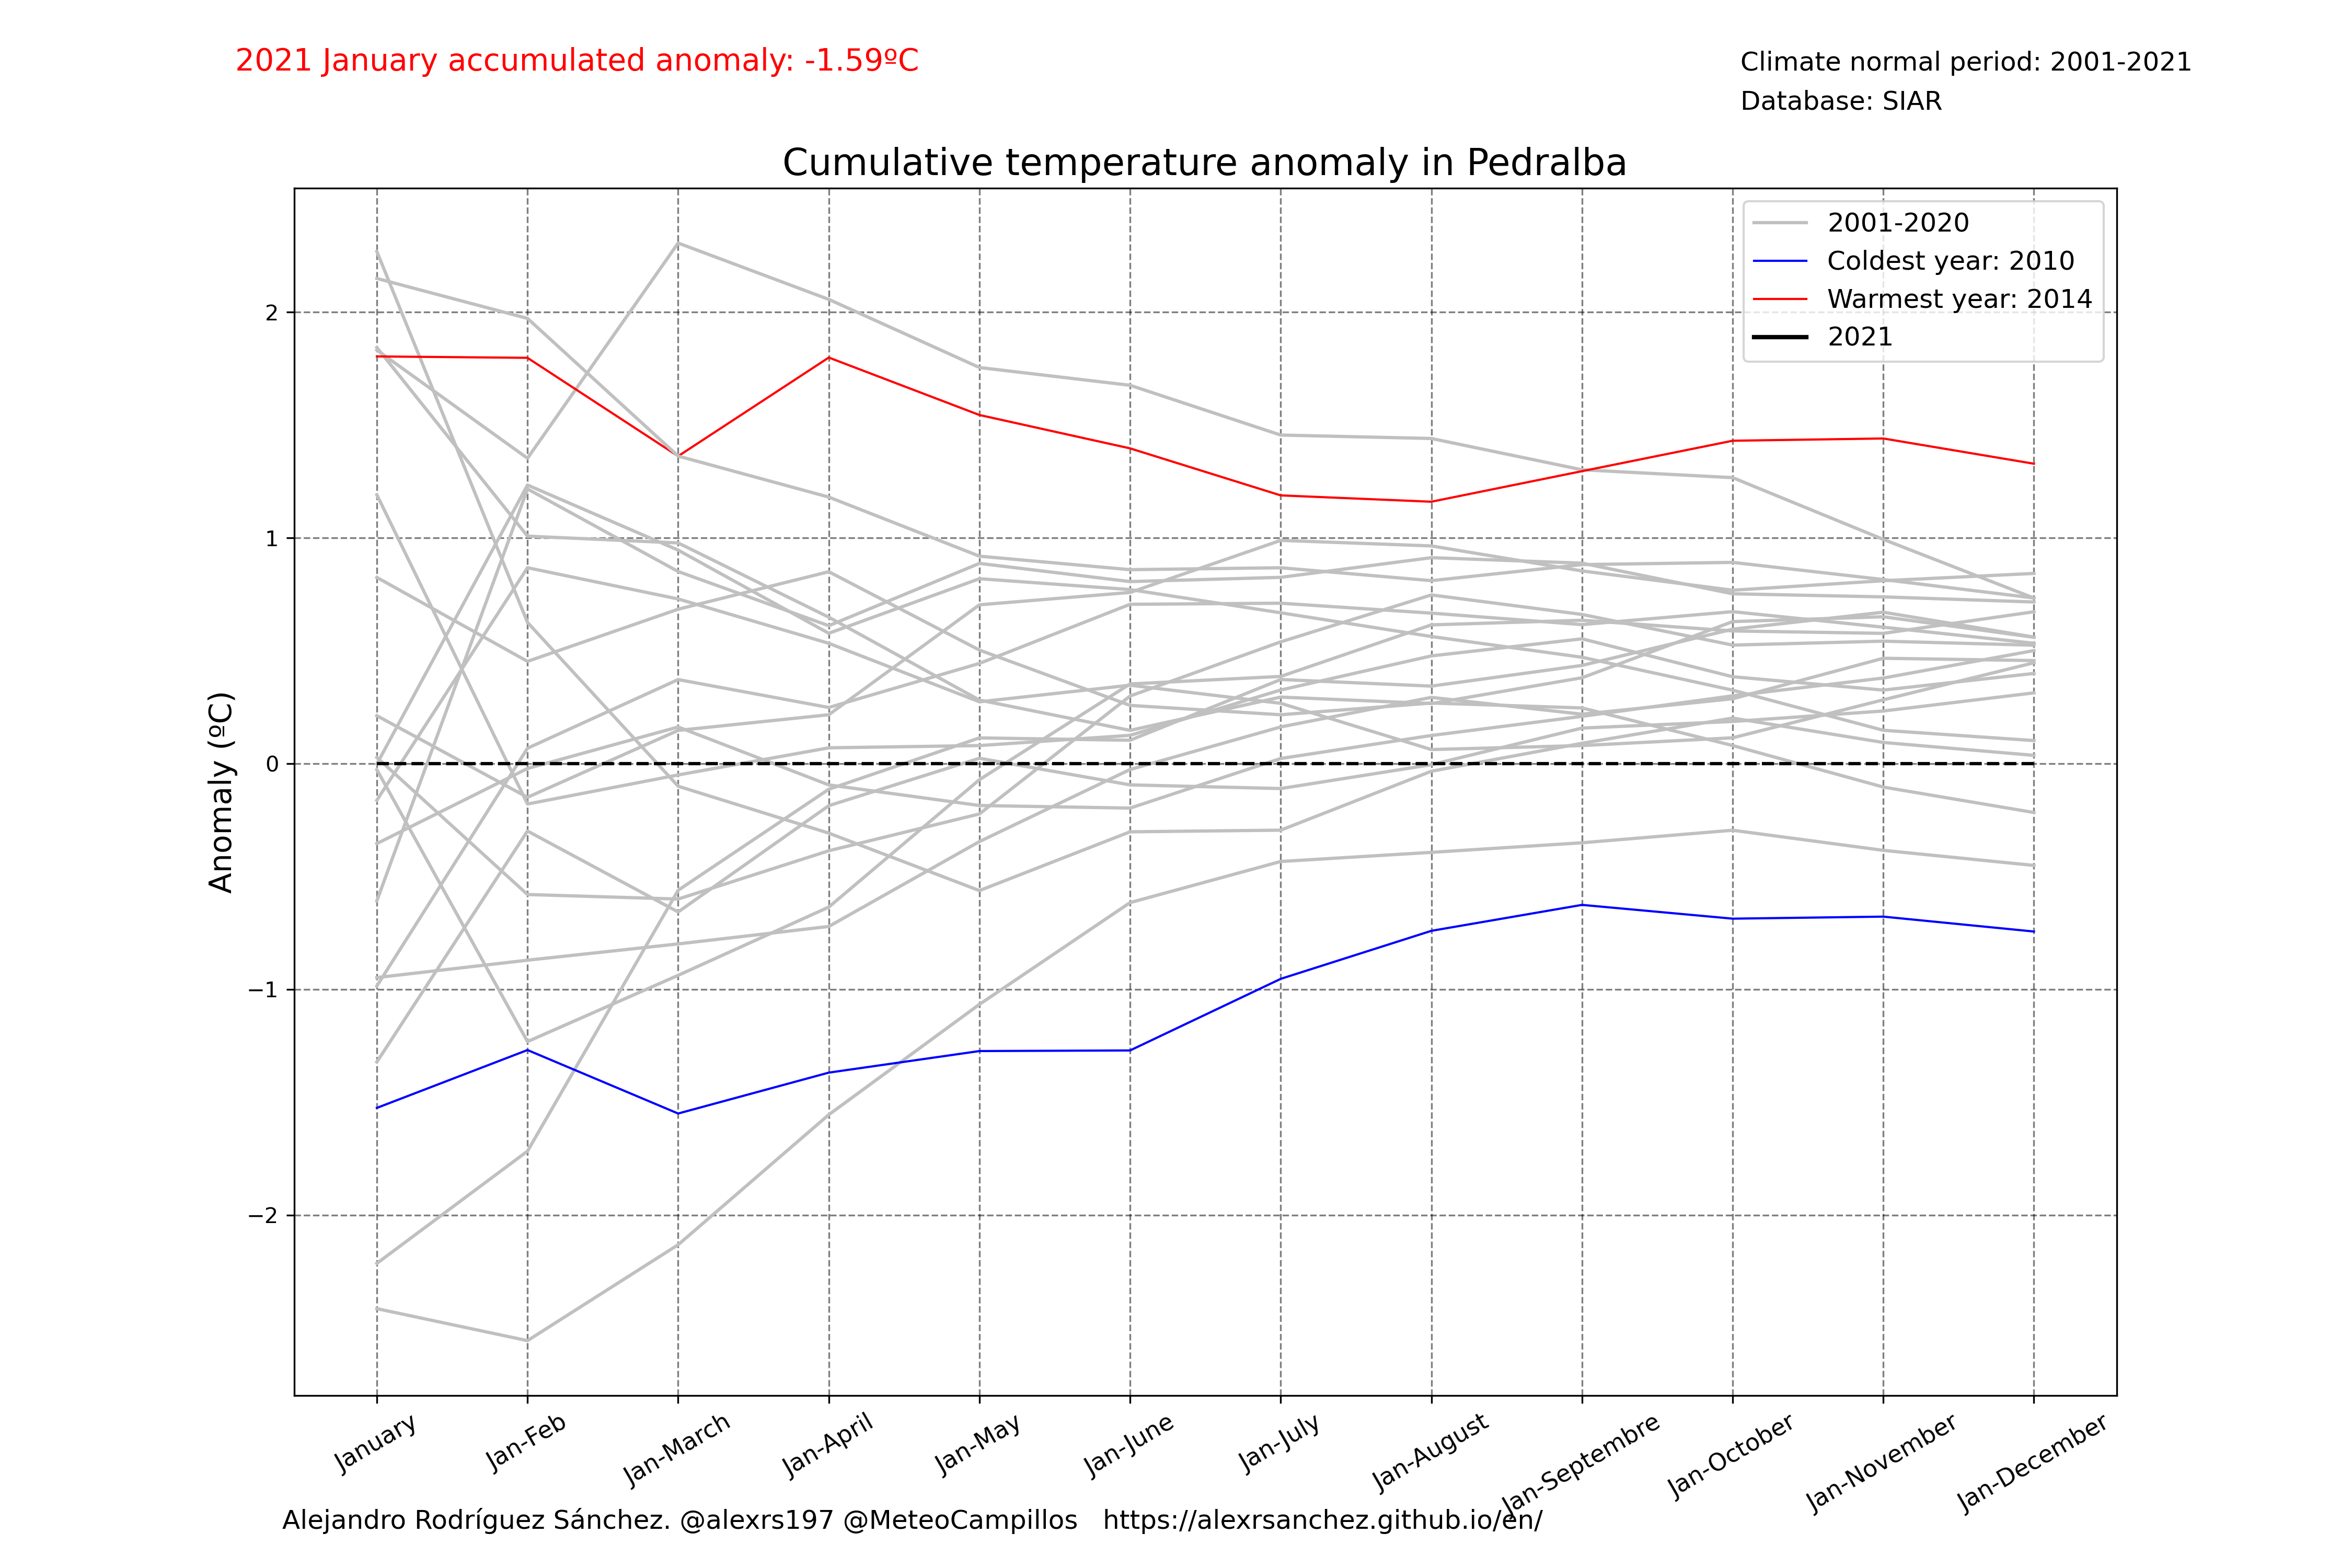 2021 January accumulated anomaly: -1.59ºC
Climate normal period: 2001-2021
Database: SIAR
Cumulative temperature anomaly in Pedralba
2001-2020
Coldest year: 2010
Warmest year: 2014
2021
Anomaly (ºC)
2
1
0
−1
−2
January
Jan-Feb
Jan-March
Jan-April
Jan-May
Jan-June
Jan-July
Jan-August
Jan-Septembre
Jan-October
Jan-November
Jan-December
Alejandro Rodríguez Sánchez. @alexrs197 @MeteoCampillos   https://alexrsanchez.github.io/en/